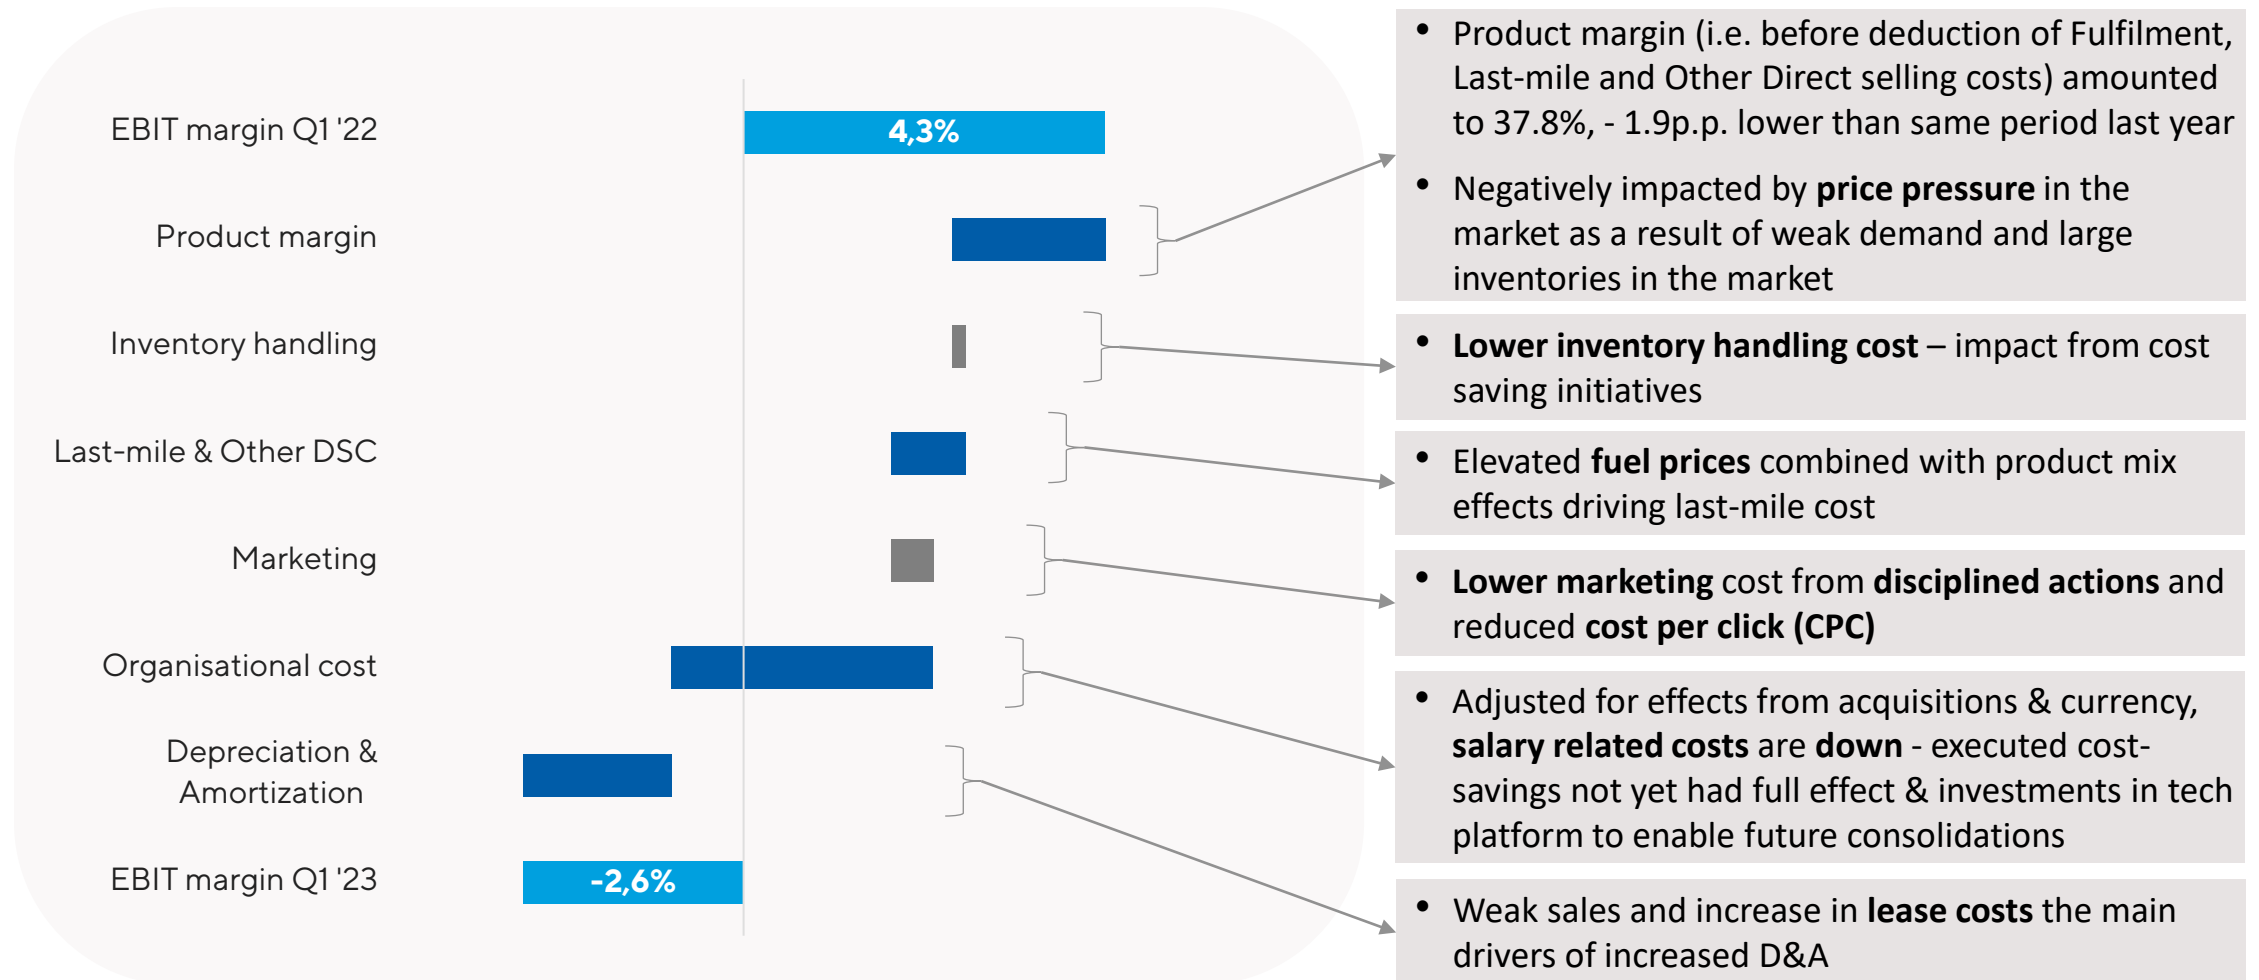 EBIT margin Q1 '22
4,3%
Product margin
Inventory handling
Last-mile & Other DSC
Marketing
Organisational cost
Depreciation &
Amortization
EBIT margin Q1 '23
-2,6%
• Product margin (i.e. before deduction of Fulfilment,
Last-mile and Other Direct selling costs) amounted
to 37.8%, - 1.9p.p. lower than same period last year
• Negatively impacted by price pressure in the
market as a result of weak demand and large
inventories in the market
• Lower inventory handling cost – impact from cost
saving initiatives
• Elevated fuel prices combined with product mix
effects driving last-mile cost
• Lower marketing cost from disciplined actions and
reduced cost per click (CPC)
• Adjusted for effects from acquisitions & currency,
salary related costs are down - executed cost-
savings not yet had full effect & investments in tech
platform to enable future consolidations
• Weak sales and increase in lease costs the main
drivers of increased D&A